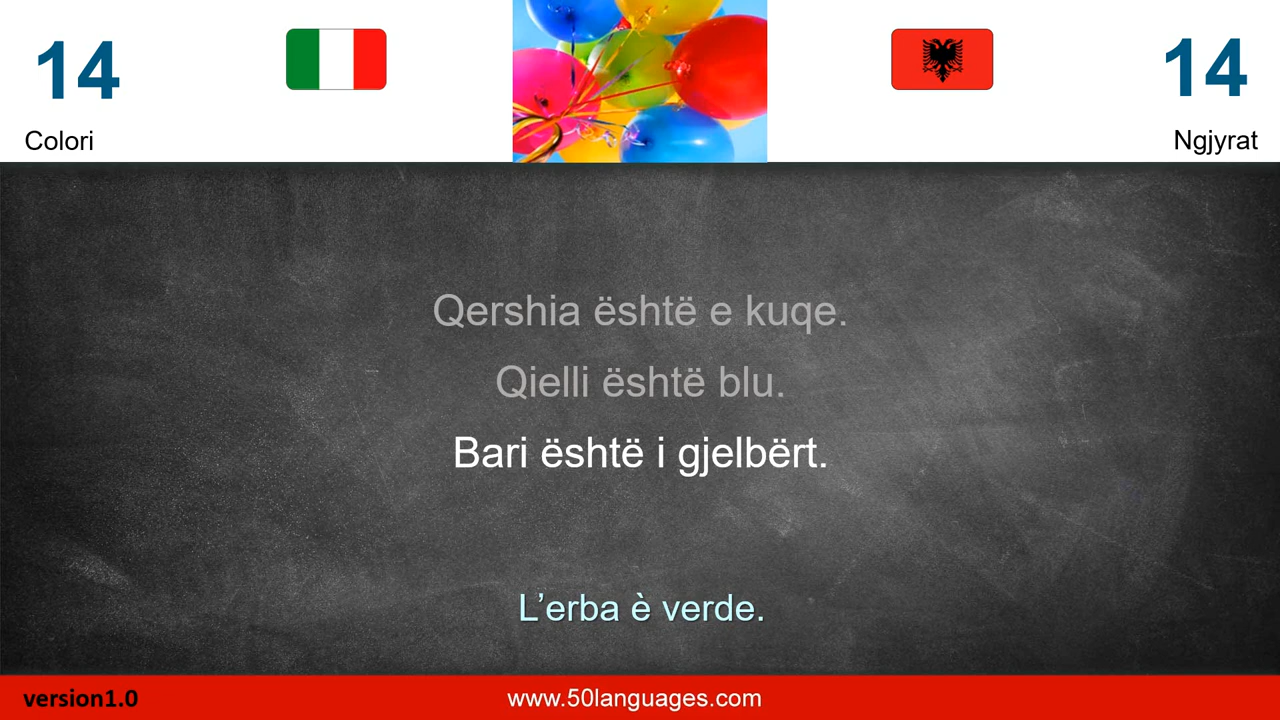 14
14
Colori
Ngjyrat
Qershia është e kuqe.
Qielli është blu.
Bari është i gjelbërt.
L’erba è verde.
version1.0
www.50languages.com